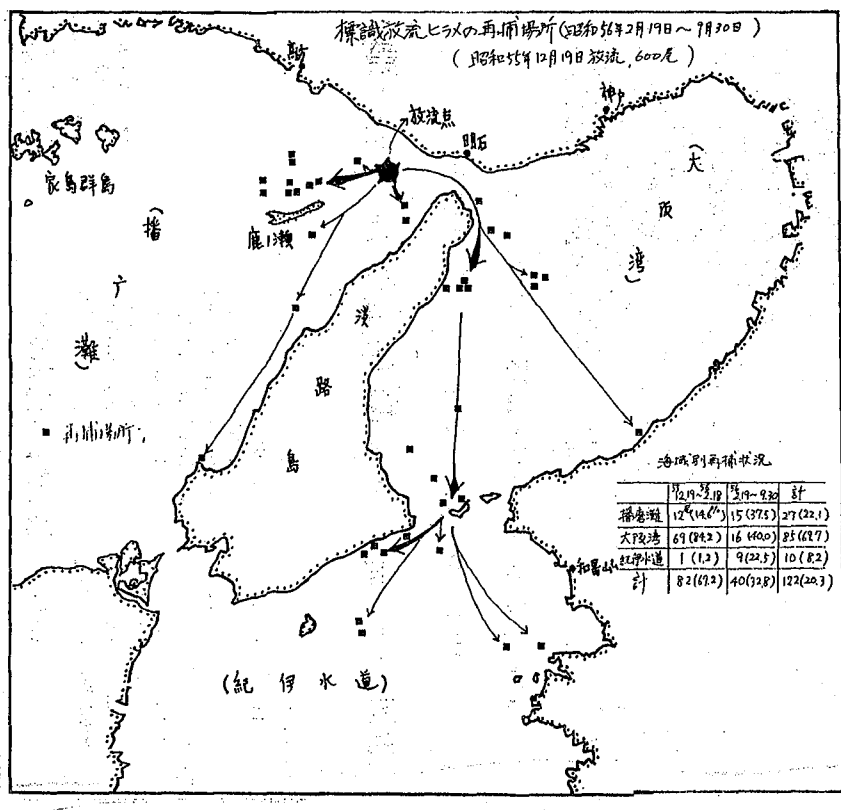 標識放流ヒラメの再捕場所(昭和56年2月19日～9月30日)
(昭和55年12月19日放流,600尾)
高砂
神戸
放流点
明石
(大阪湾)
家島群島
(播广灘)
鹿ノ瀬
淡路島
■ 再捕場所
海域別再捕状況
55/12.19~56/2.18 56/2.19~9.30 計
播磨灘 12尾(14.6%) 15(37.5) 27(22.1)
大阪湾 69(84.2) 16(40.0) 85(69.7)
紀伊水道 1(1.2) 9(22.5) 10(8.2)
計 82(67.2) 40(32.8) 122(20.3)
和歌山
(紀伊水道)